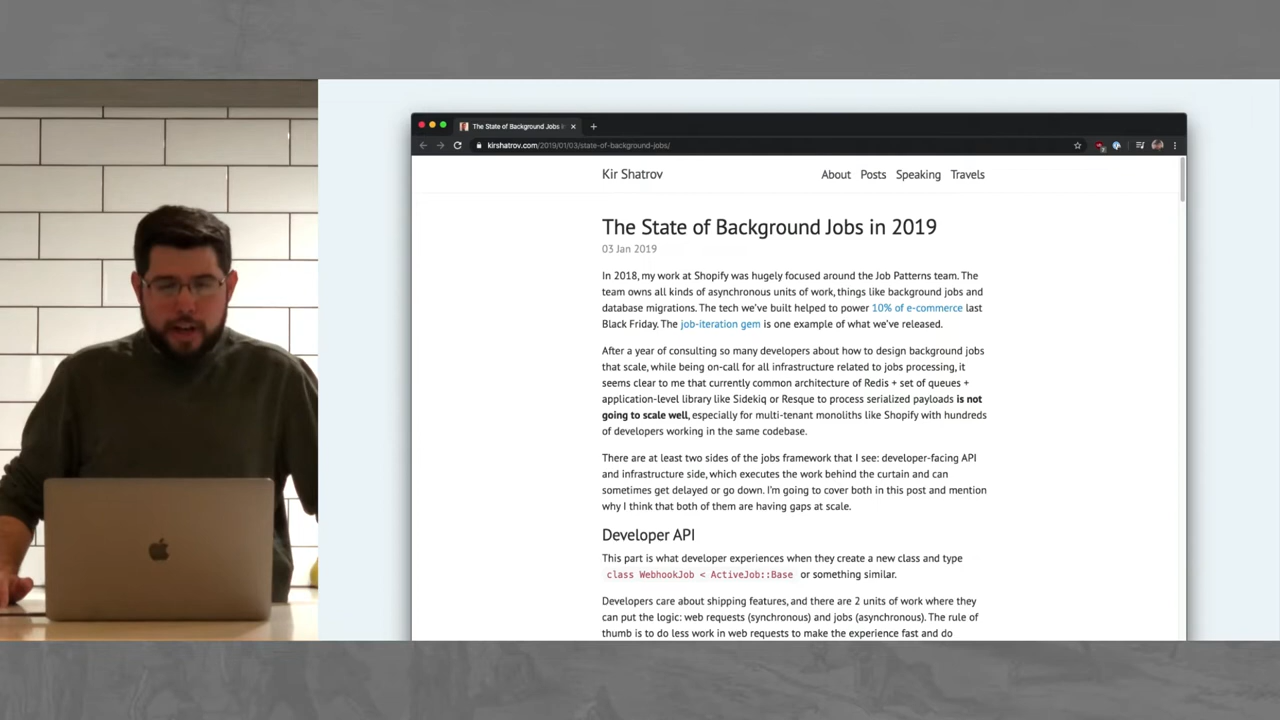 The State of Background Jobs i
kirshatrov.com/2019/01/03/state-of-background-jobs/
Kir Shatrov
About Posts Speaking Travels
The State of Background Jobs in 2019
03 Jan 2019
In 2018, my work at Shopify was hugely focused around the Job Patterns team. The
team owns all kinds of asynchronous units of work, things like background jobs and
database migrations. The tech we've built helped to power 10% of e-commerce last
Black Friday. The job-iteration gem is one example of what we've released.
After a year of consulting so many developers about how to design background jobs
that scale, while being on-call for all infrastructure related to jobs processing, it
seems clear to me that currently common architecture of Redis + set of queues +
application-level library like Sidekiq or Resque to process serialized payloads is not
going to scale well, especially for multi-tenant monoliths like Shopify with hundreds
of developers working in the same codebase.
There are at least two sides of the jobs framework that I see: developer-facing API
and infrastructure side, which executes the work behind the curtain and can
sometimes get delayed or go down. I'm going to cover both in this post and mention
why I think that both of them are having gaps at scale.
Developer API
This part is what developer experiences when they create a new class and type
class WebhookJob < ActiveJob::Base or something similar.
Developers care about shipping features, and there are 2 units of work where they
can put the logic: web requests (synchronous) and jobs (asynchronous). The rule of
thumb is to do less work in web requests to make the experience fast and do